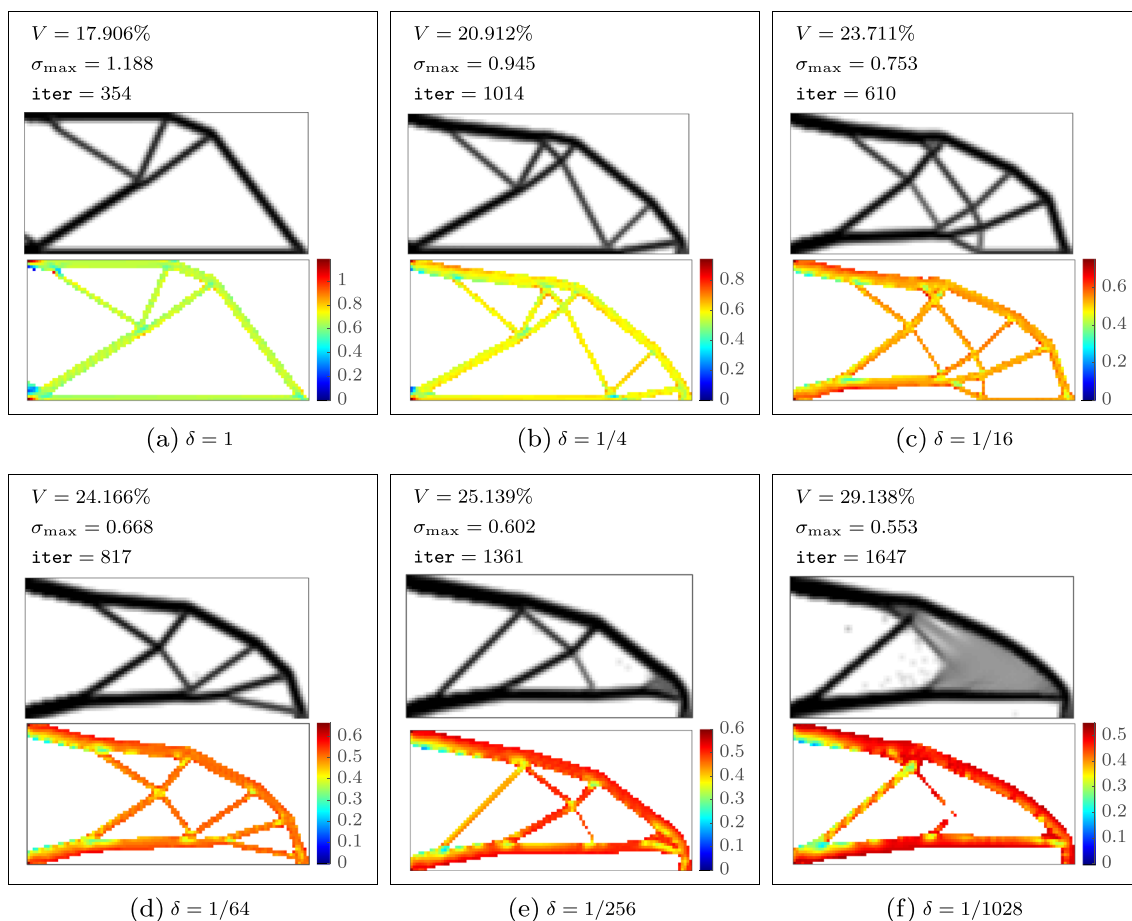 V = 17.906%
σmax = 1.188
iter = 354
1
0.8
0.6
0.4
0.2
0
(a) δ = 1
V = 20.912%
σmax = 0.945
iter = 1014
0.8
0.6
0.4
0.2
0
(b) δ = 1/4
V = 23.711%
σmax = 0.753
iter = 610
0.6
0.4
0.2
0
(c) δ = 1/16
V = 24.166%
σmax = 0.668
iter = 817
0.6
0.5
0.4
0.3
0.2
0.1
0
(d) δ = 1/64
V = 25.139%
σmax = 0.602
iter = 1361
0.6
0.5
0.4
0.3
0.2
0.1
0
(e) δ = 1/256
V = 29.138%
σmax = 0.553
iter = 1647
0.5
0.4
0.3
0.2
0.1
0
(f) δ = 1/1028